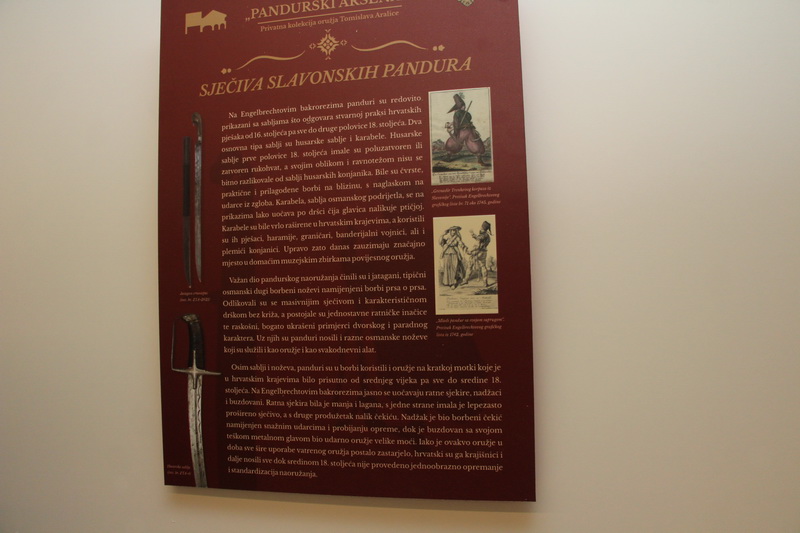 „PANDURSKI ARSENAL
Privatna kolekcija oružja Tomislava Aralice
SJEČIVA SLAVONSKIH PANDURA
Na Engelbrechtovim bakrorezima panduri su redovito
prikazani sa sabljama što odgovara stvarnoj praksi hrvatskih
pješaka od 16. stoljeća pa sve do druge polovice 18. stoljeća. Dva
osnovna tipa sablji su husarske sablje i karabele. Husarske
sablje prve polovice 18. stoljeća imale su poluzatvoren ili
zatvoren rukohvat, a svojim oblikom i ravnotežom nisu se
bitno razlikovale od sablji husarskih konjanika. Bile su čvrste,
praktične i prilagođene borbi na blizinu, s naglaskom na
udarce iz zgloba. Karabela, sablja osmanskog podrijetla, se na
prikazima lako uočava po dršci čija glavica nalikuje ptičjoj.
Karabele su bile vrlo raširene u hrvatskim krajevima, a koristili
su ih pješaci, haramije, graničari, banderijalni vojnici, ali i
plemići konjanici. Upravo zato danas zauzimaju značajno
mjesto u domaćim muzejskim zbirkama povijesnog oružja.
Važan dio pandurskog naoružanja činili su i jatagani, tipični
osmanski dugi borbeni noževi namijenjeni borbi prsa o prsa.
Odlikovali su se masivnijim sječivom i karakterističnom
drškom bez križa, a postojale su jednostavne ratničke inačice
te raskošni, bogato ukrašeni primjerci dvorskog i paradnog
karaktera. Uz njih su panduri nosili i razne osmanske noževe
koji su služili i kao oružje i kao svakodnevni alat.
Osim sablji i noževa, panduri su u borbi koristili i oružje na kratkoj motki koje je
u hrvatskim krajevima bilo prisutno od srednjeg vijeka pa sve do sredine 18.
stoljeća. Na Engelbrechtovim bakrorezima jasno se uočavaju ratne sjekire, nadžaci
i buzdovani. Ratna sjekira bila je manja i lagana, s jedne strane imala je lepezasto
prošireno sječivo, a s druge produžetak nalik čekiću. Nadžak je bio borbeni čekić
namijenjen snažnim udarcima i probijanju opreme, dok je buzdovan sa svojom
teškom metalnom glavom bio udarno oružje velike moći. Iako je ovakvo oružje u
doba sve šire uporabe vatrenog oružja postalo zastarjelo, hrvatski su ga krajišnici i
dalje nosili sve dok sredinom 18. stoljeća nije provedeno jednoobrazno opremanje
i standardizacija naoružanja.